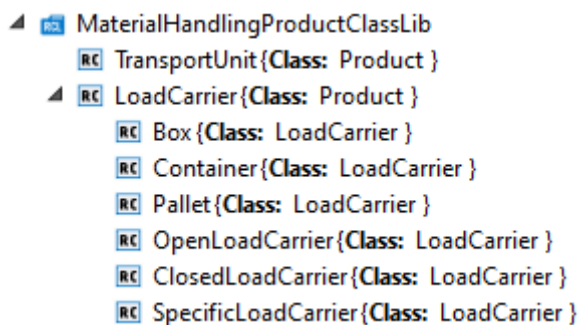 RCL MaterialHandlingProductClassLib
RC TransportUnit{Class: Product }
RC LoadCarrier{Class: Product }
RC Box{Class: LoadCarrier }
RC Container{Class: LoadCarrier }
RC Pallet{Class: LoadCarrier }
RC OpenLoadCarrier{Class: LoadCarrier }
RC ClosedLoadCarrier{Class: LoadCarrier }
RC SpecificLoadCarrier{Class: LoadCarrier }